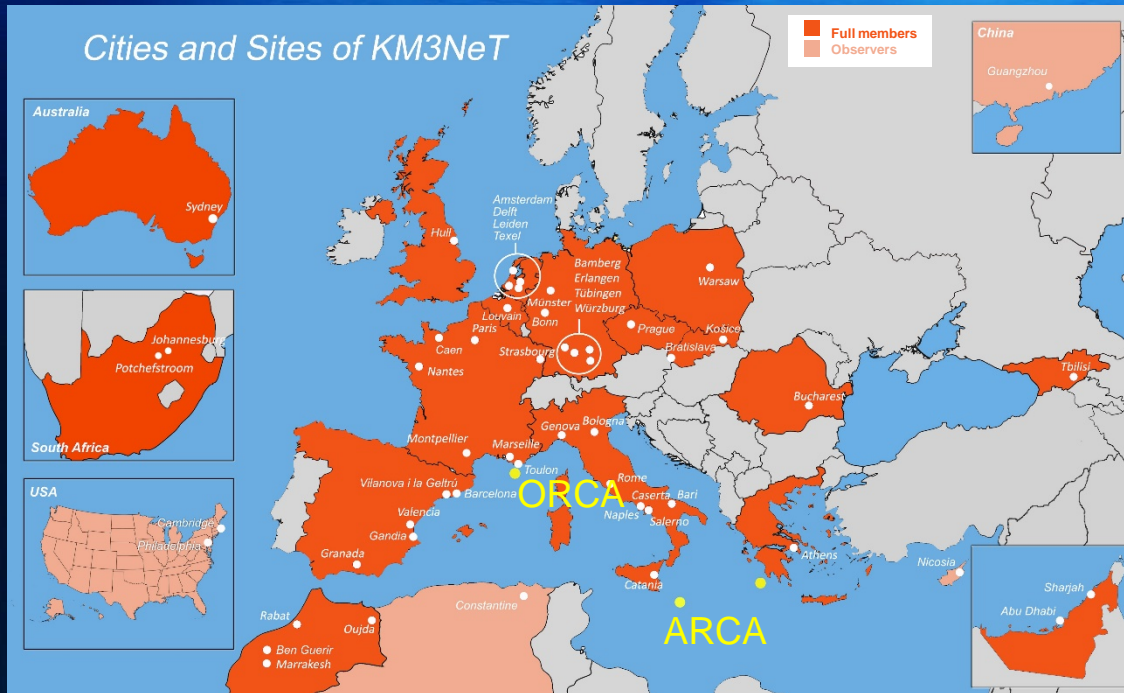 Cities and Sites of KM3NeT
Full members
Observers
China
Guangzhou
Australia
Sydney
Amsterdam
Delft
Leiden
Texel
Hull
Bamberg
Erlangen
Tübingen
Würzburg
Warsaw
Münster
Louvain
Bonn
Paris
Prague
Košice
Caen
Strasbourg
Bratislava
Nantes
Johannesburg
Potchefstroom
South Africa
Tbilisi
Bucharest
Genova
Bologna
Montpellier
Marseille
Toulon
Vilanova i la Geltrú
Barcelona
ORCA
Rome
Caserta
Bari
Naples
Salerno
Valencia
Gandia
Granada
USA
Cambridge
Philadelphia
Athens
Catania
Nicosia
Constantine
ARCA
Rabat
Oujda
Ben Guerir
Marrakesh
Sharjah
Abu Dhabi